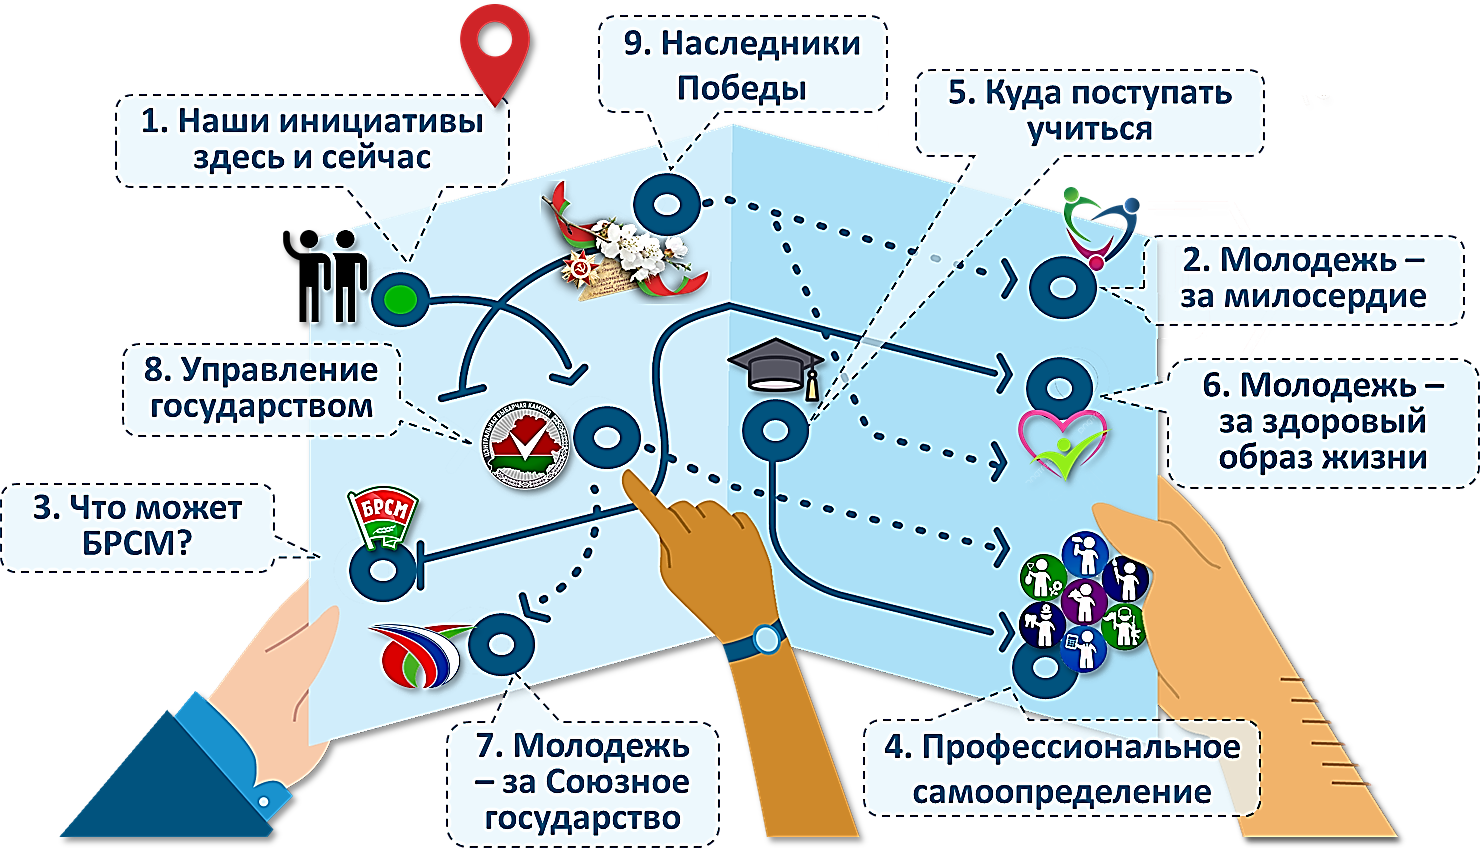 9. Наследники
Победы
1. Наши инициативы
здесь и сейчас
5. Куда поступать
учиться
2. Молодежь –
за милосердие
8. Управление
государством
6. Молодежь –
за здоровый
образ жизни
3. Что может
БРСМ?
БРСМ
7. Молодежь
– за Союзное
государство
4. Профессиональное
самоопределение